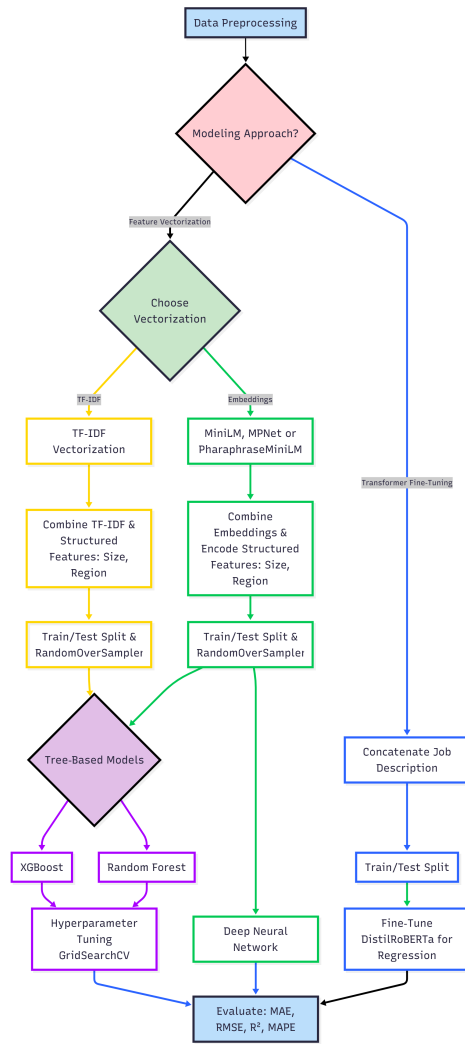 Data Preprocessing
Modeling Approach?
Feature Vectorization
Choose
Vectorization
TF-IDF
Embeddings
TF-IDF
Vectorization
MiniLM, MPNet or
PharaphraseMiniLM
Transformer Fine-Tuning
Combine TF-IDF &
Structured
Features: Size,
Region
Combine
Embeddings &
Encode Structured
Features: Size,
Region
Train/Test Split &
RandomOverSampler
Train/Test Split &
RandomOverSampler
Tree-Based Models
Concatenate Job
Description
XGBoost
Random Forest
Train/Test Split
Hyperparameter
Tuning
GridSearchCV
Deep Neural
Network
Fine-Tune
DistilRoBERTa for
Regression
Evaluate: MAE,
RMSE, R², MAPE